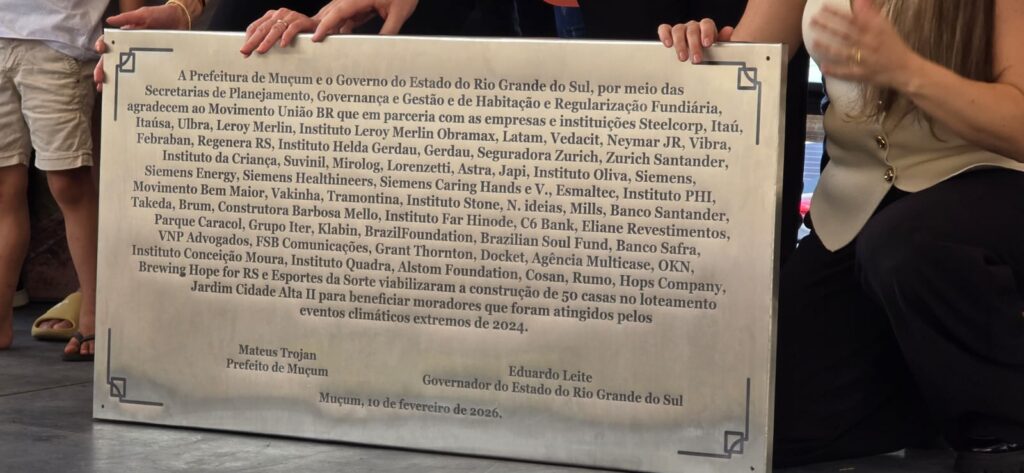 A Prefeitura de Muçum e o Governo do Estado do Rio Grande do Sul, por meio das
Secretarias de Planejamento, Governança e Gestão e de Habitação e Regularização Fundiária,
agradecem ao Movimento União BR que em parceria com as empresas e instituições Steelcorp, Itaú,
Itaúsa, Ulbra, Leroy Merlin, Instituto Leroy Merlin Obramax, Latam, Vedacit, Neymar JR, Vibra,
Febraban, Regenera RS, Instituto Helda Gerdau, Gerdau, Seguradora Zurich, Zurich Santander,
Instituto da Criança, Suvinil, Mirolog, Lorenzetti, Astra, Japi, Instituto Oliva, Siemens,
Siemens Energy, Siemens Healthineers, Siemens Caring Hands e V., Esmaltec, Instituto PHI,
Movimento Bem Maior, Vakinha, Tramontina, Instituto Stone, N. ideias, Mills, Banco Santander,
Takeda, Brum, Construtora Barbosa Mello, Instituto Far Hinode, C6 Bank, Eliane Revestimentos,
Parque Caracol, Grupo Iter, Klabin, BrazilFoundation, Brazilian Soul Fund, Banco Safra,
VNP Advogados, FSB Comunicações, Grant Thornton, Docket, Agência Multicase, OKN,
Instituto Conceição Moura, Instituto Quadra, Alstom Foundation, Cosan, Rumo, Hops Company,
Brewing Hope for RS e Esportes da Sorte viabilizaram a construção de 50 casas no loteamento
Jardim Cidade Alta II para beneficiar moradores que foram atingidos pelos
eventos climáticos extremos de 2024.
Mateus Trojan
Prefeito de Muçum
Eduardo Leite
Governador do Estado do Rio Grande do Sul
Muçum, 10 de fevereiro de 2026.